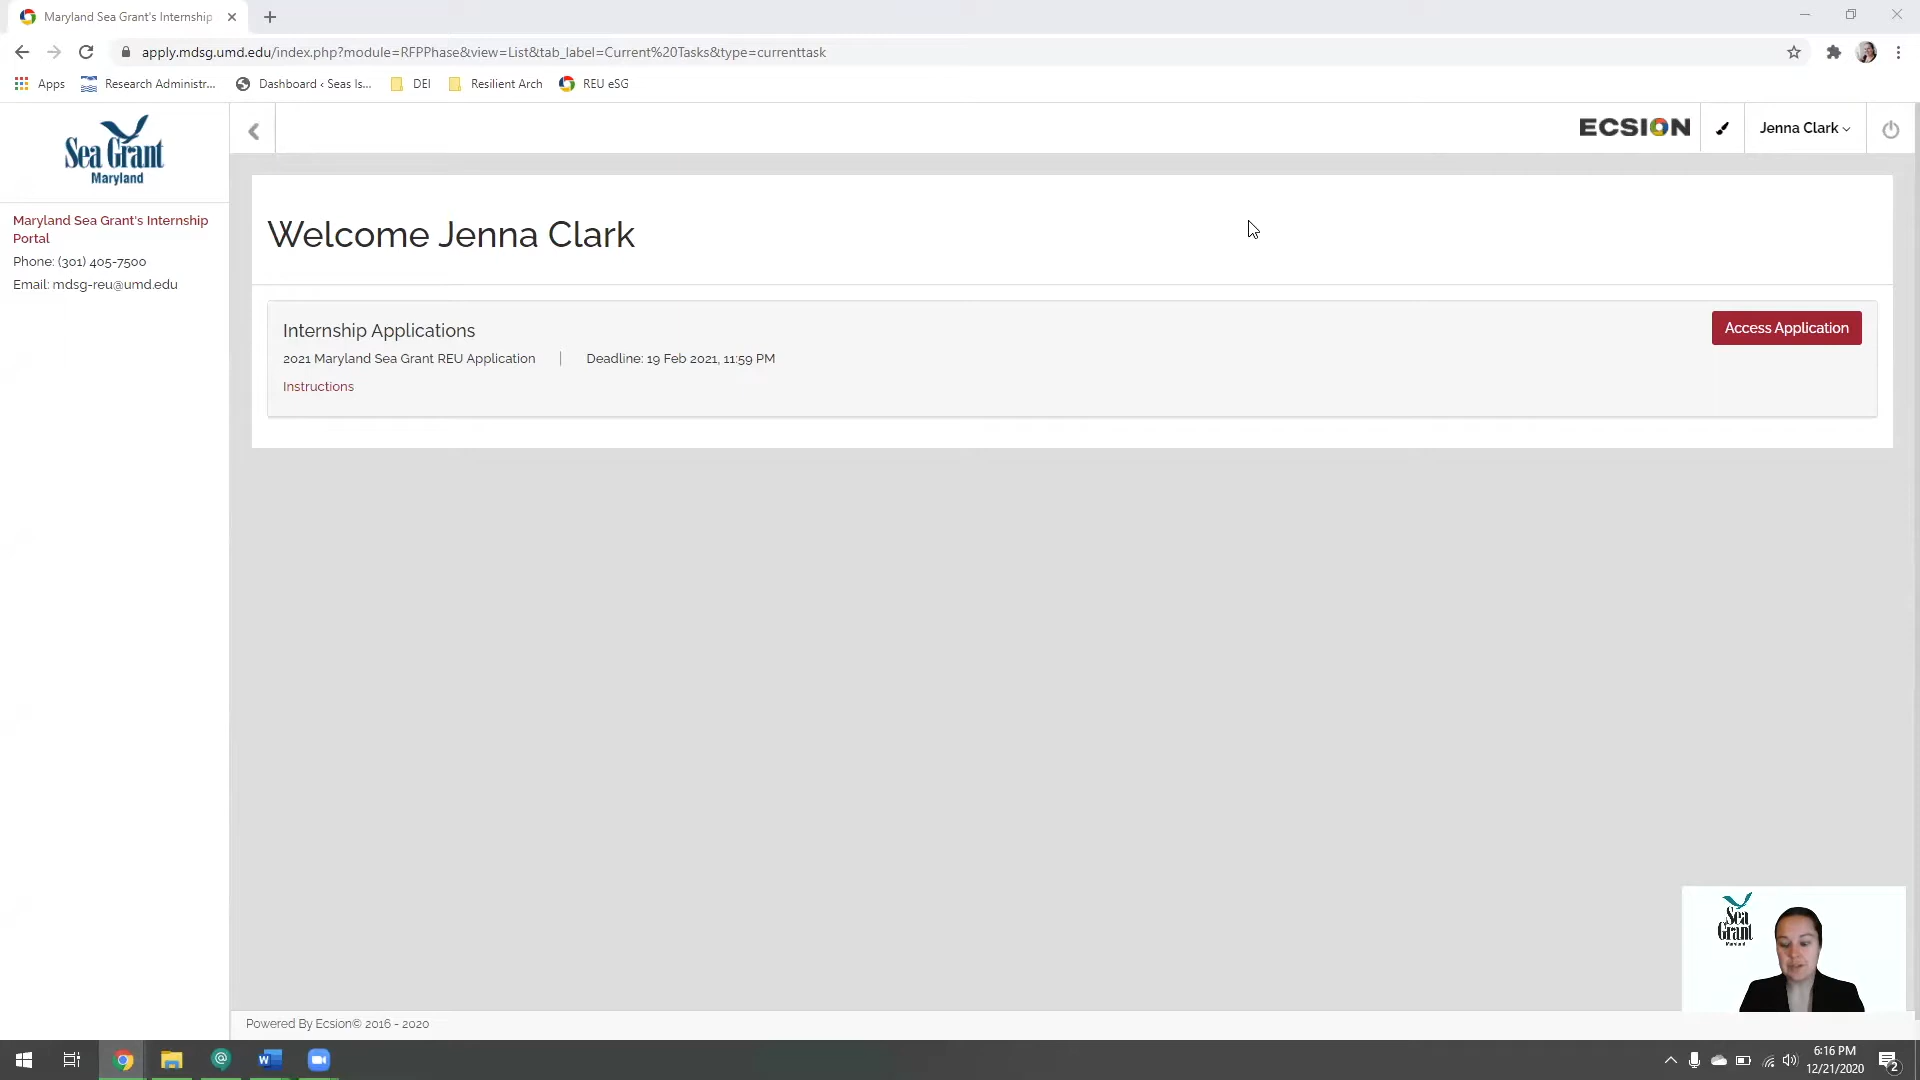 Maryland Sea Grant's Internship
apply.mdsg.umd.edu/index.php?module=RFPPhase&view=List&tab_label=Current%20Tasks&type=currenttask
Apps Research Administr... Dashboard ‹ Seas Is... DEI Resilient Arch REU eSG
Sea Grant
Maryland
ECSION Jenna Clark
Maryland Sea Grant's Internship
Portal
Phone: (301) 405-7500
Email: mdsg-reu@umd.edu
Welcome Jenna Clark
Internship Applications
Access Application
2021 Maryland Sea Grant REU Application | Deadline: 19 Feb 2021, 11:59 PM
Instructions
Sea
Grant
Maryland
Powered By Ecsion© 2016 - 2020
6:16 PM
12/21/2020
2